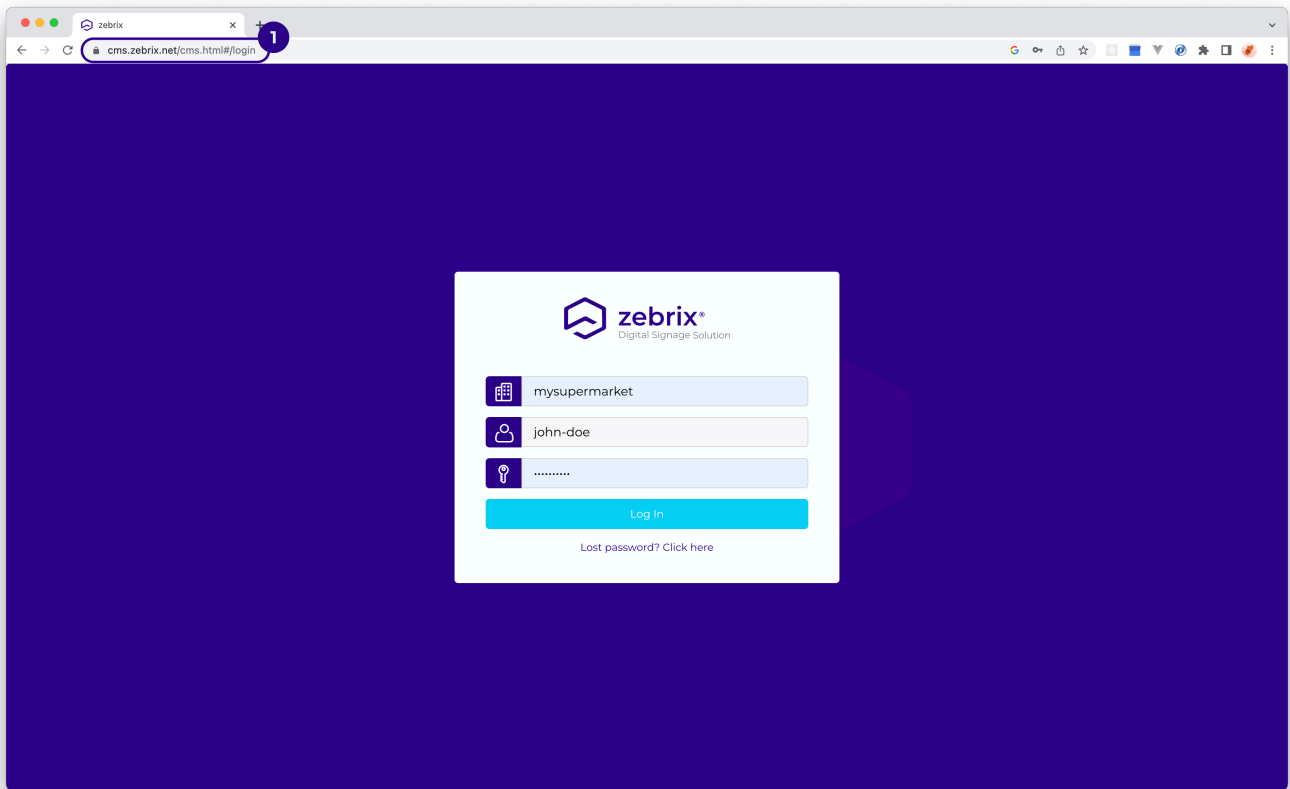 zebrix
1
cms.zebrix.net/cms.html#/login
zebrix®
Digital Signage Solution
mysupermarket
john-doe
••••••••••
Log In
Lost password? Click here